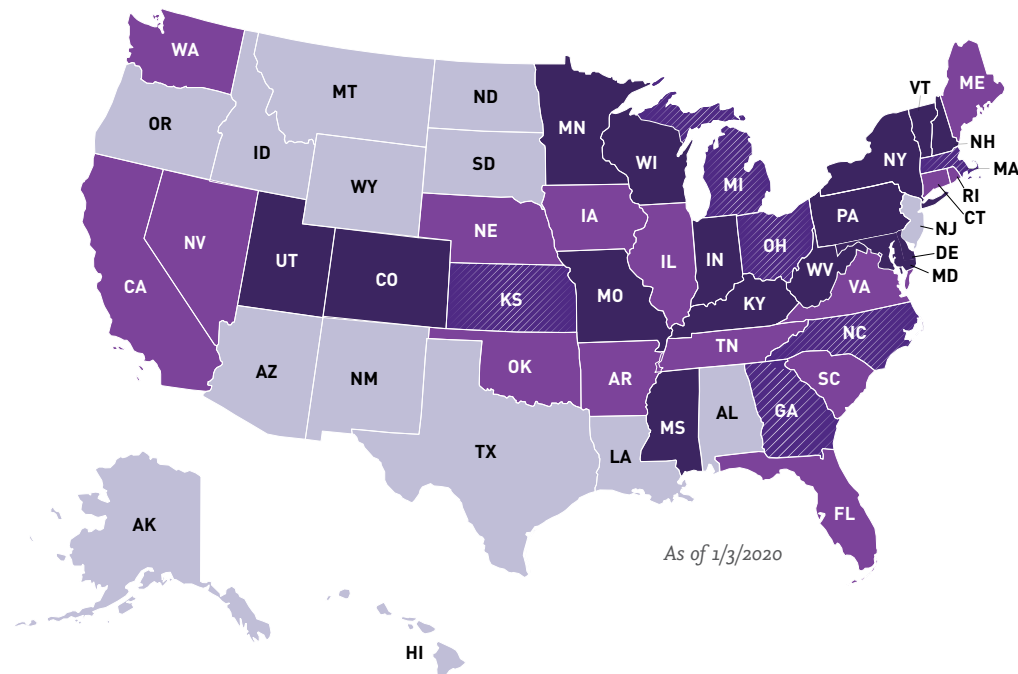 WA
MT
ND
MN
VT
ME
OR
ID
SD
WI
MI
NY
NH
MA
WY
RI
CT
NE
IA
PA
NJ
NV
IL
IN
OH
DE
UT
CO
WV
MD
CA
KS
MO
KY
VA
NC
TN
AZ
NM
OK
AR
SC
MS
AL
GA
TX
LA
FL
AK
As of 1/3/2020
HI